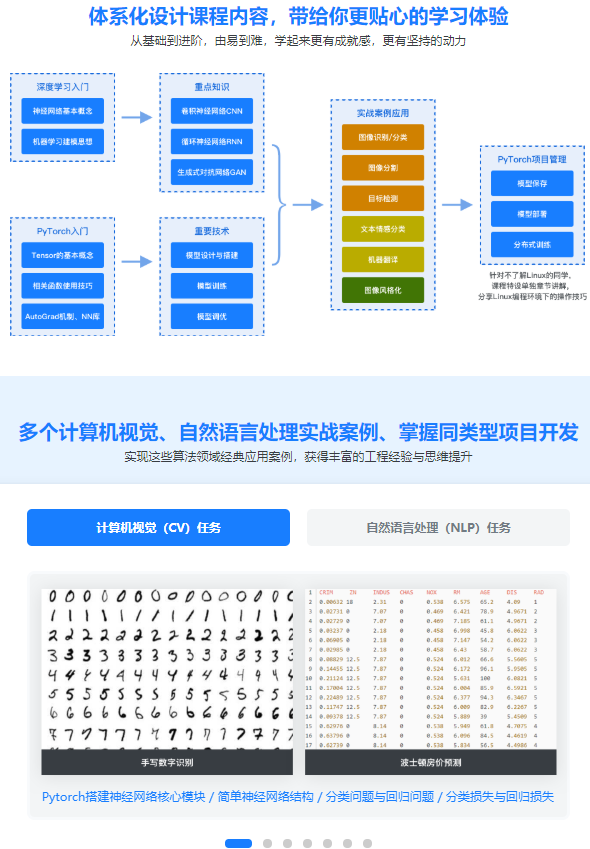 体系化设计课程内容，带给你更贴心的学习体验
从基础到进阶，由易到难，学起来更有成就感，更有坚持的动力
深度学习入门
神经网络基本概念
机器学习建模思想
重点知识
卷积神经网络CNN
循环神经网络RNN
生成式对抗网络GAN
PyTorch入门
Tensor的基本概念
相关函数使用技巧
AutoGrad机制、NN库
重要技术
模型设计与搭建
模型训练
模型调优
实战案例应用
图像识别/分类
图像分割
目标检测
文本情感分类
机器翻译
图像风格化
PyTorch项目管理
模型保存
模型部署
分布式训练
针对不了解Linux的同学，
课程特设单独章节讲解，
分享Linux编程环境下的操作技巧
多个计算机视觉、自然语言处理实战案例、掌握同类型项目开发
实现这些算法领域经典应用案例，获得丰富的工程经验与思维提升
计算机视觉（CV）任务
自然语言处理（NLP）任务
CRIM ZN INDUS CHAS NOX RM AGE DIS RAD
手写数字识别
波士顿房价预测
Pytorch搭建神经网络核心模块 / 简单神经网络结构 / 分类问题与回归问题 / 分类损失与回归损失